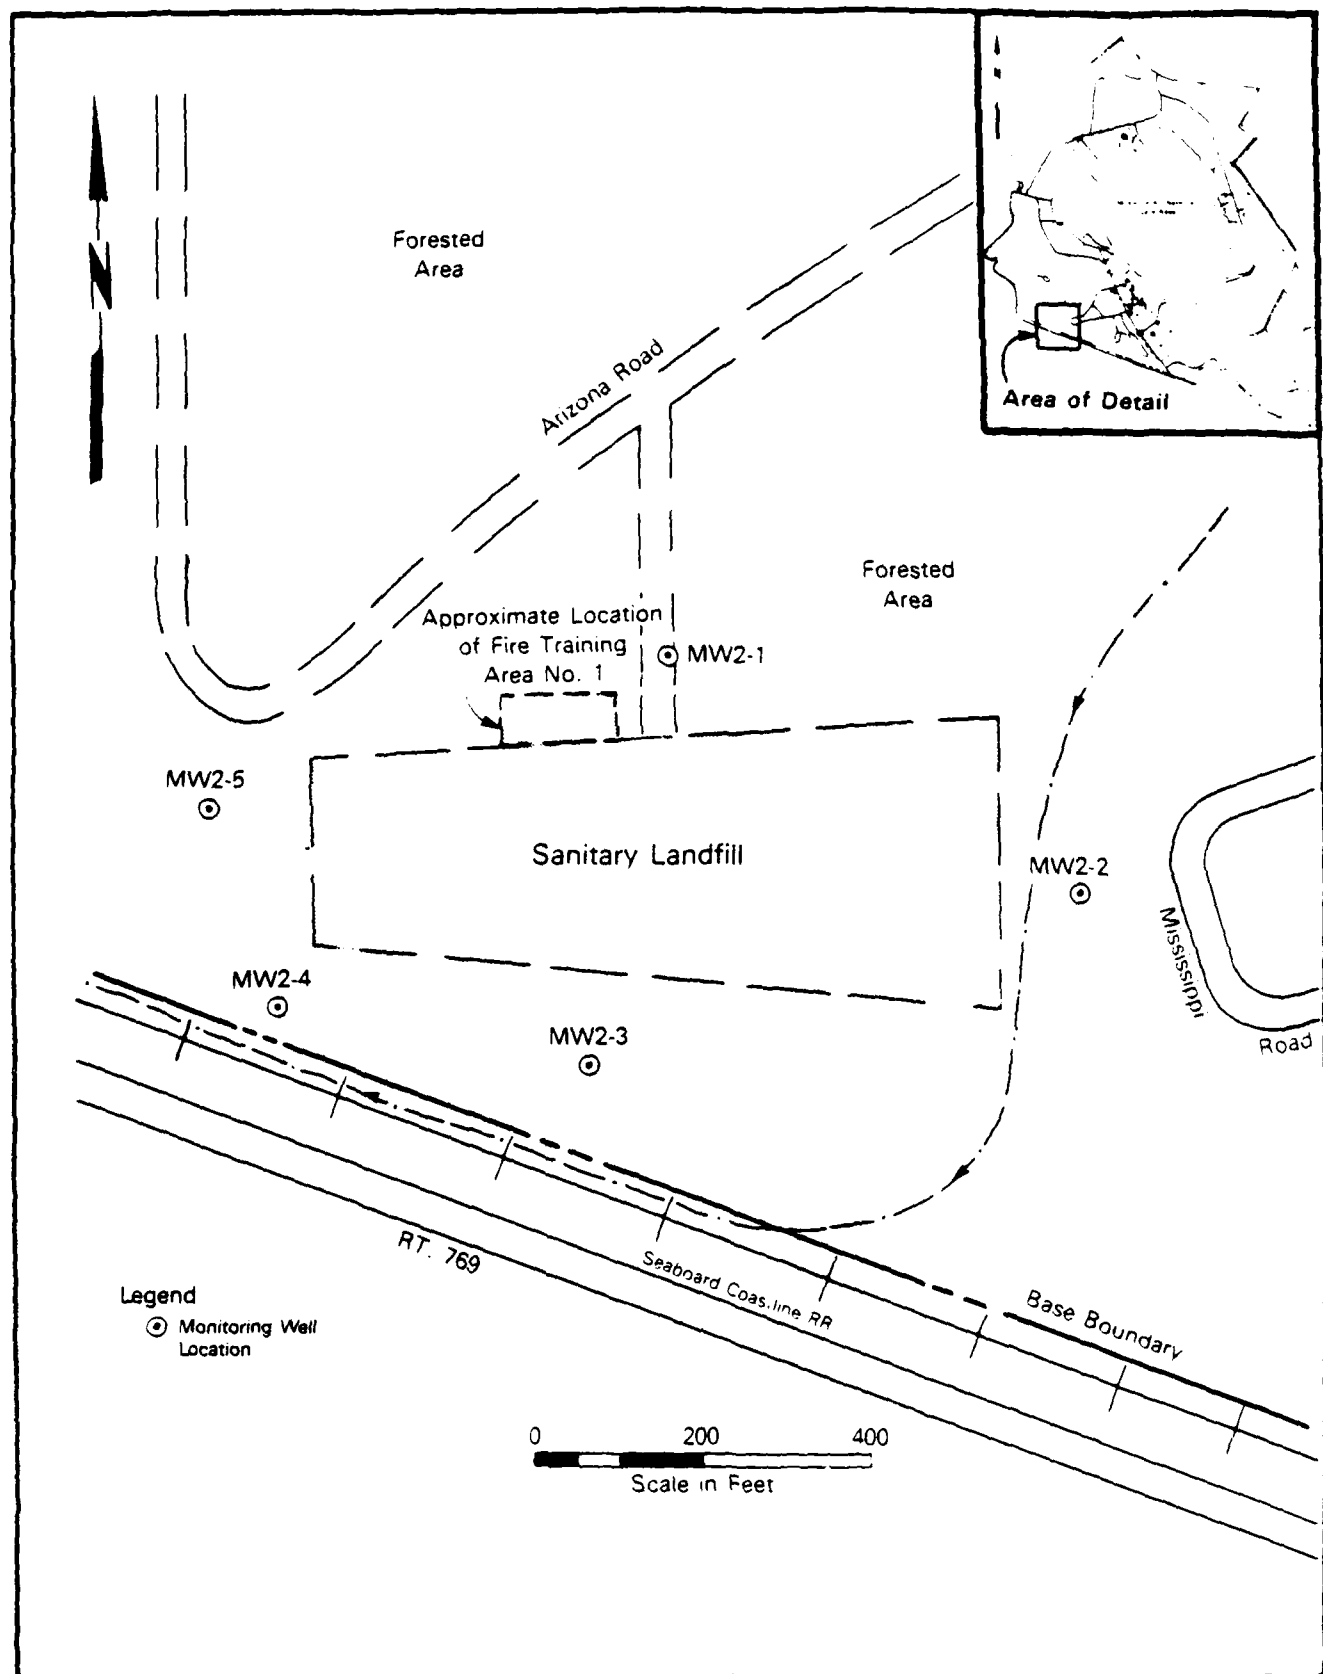 N
Forested
Area
Arizona Road
Area of Detail
Forested
Area
Approximate Location
of Fire Training
Area No. 1
MW2-1
MW2-5
Sanitary Landfill
MW2-2
Mississippi
Road
MW2-4
MW2-3
RT. 769
Seaboard Coastline RR
Base Boundary
Legend
Monitoring Well
Location
0 200 400
Scale in Feet